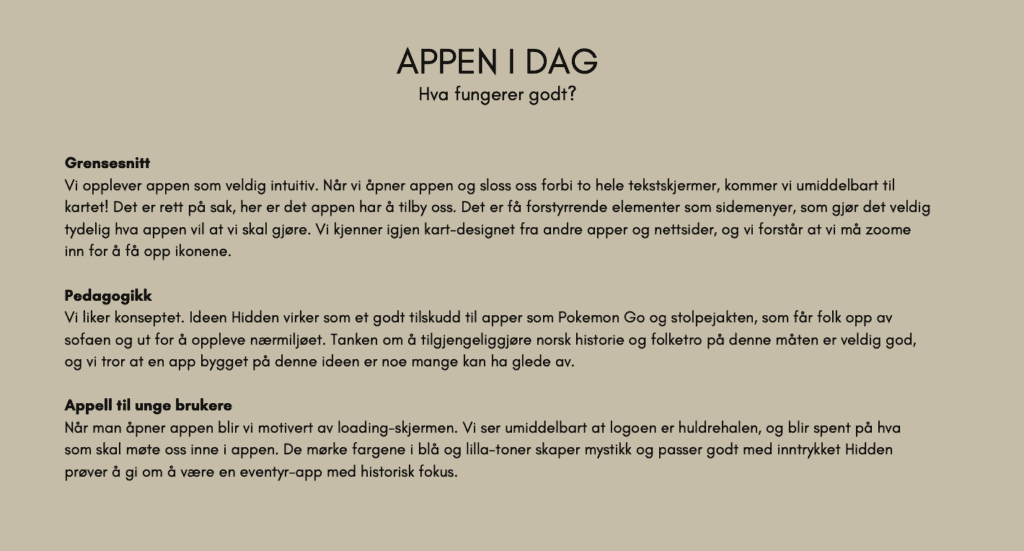 APPEN I DAG
Hva fungerer godt?
Grensesnitt
Vi opplever appen som veldig intuitiv. Når vi åpner appen og sloss oss forbi to hele tekstskjermer, kommer vi umiddelbart til
kartet! Det er rett på sak, her er det appen har å tilby oss. Det er få forstyrrende elementer som sidemenyer, som gjør det veldig
tydelig hva appen vil at vi skal gjøre. Vi kjenner igjen kart-designet fra andre apper og nettsider, og vi forstår at vi må zoome
inn for å få opp ikonene.
Pedagogikk
Vi liker konseptet. Ideen Hidden virker som et godt tilskudd til apper som Pokemon Go og stolpejakten, som får folk opp av
sofaen og ut for å oppleve nærmiljøet. Tanken om å tilgjengeliggjøre norsk historie og folketro på denne måten er veldig god,
og vi tror at en app bygget på denne ideen er noe mange kan ha glede av.
Appell til unge brukere
Når man åpner appen blir vi motivert av loading-skjermen. Vi ser umiddelbart at logoen er huldrehalen, og blir spent på hva
som skal møte oss inne i appen. De mørke fargene i blå og lilla-toner skaper mystikk og passer godt med inntrykket Hidden
prøver å gi om å være en eventyr-app med historisk fokus.